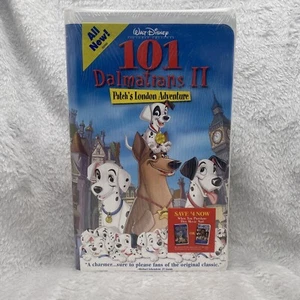 All
New!
WALT DISNEY
101
Dalmatians II
Patch's London Adventure
SAVE $4 NOW
"A charmer...sure to please fans of the original classic."